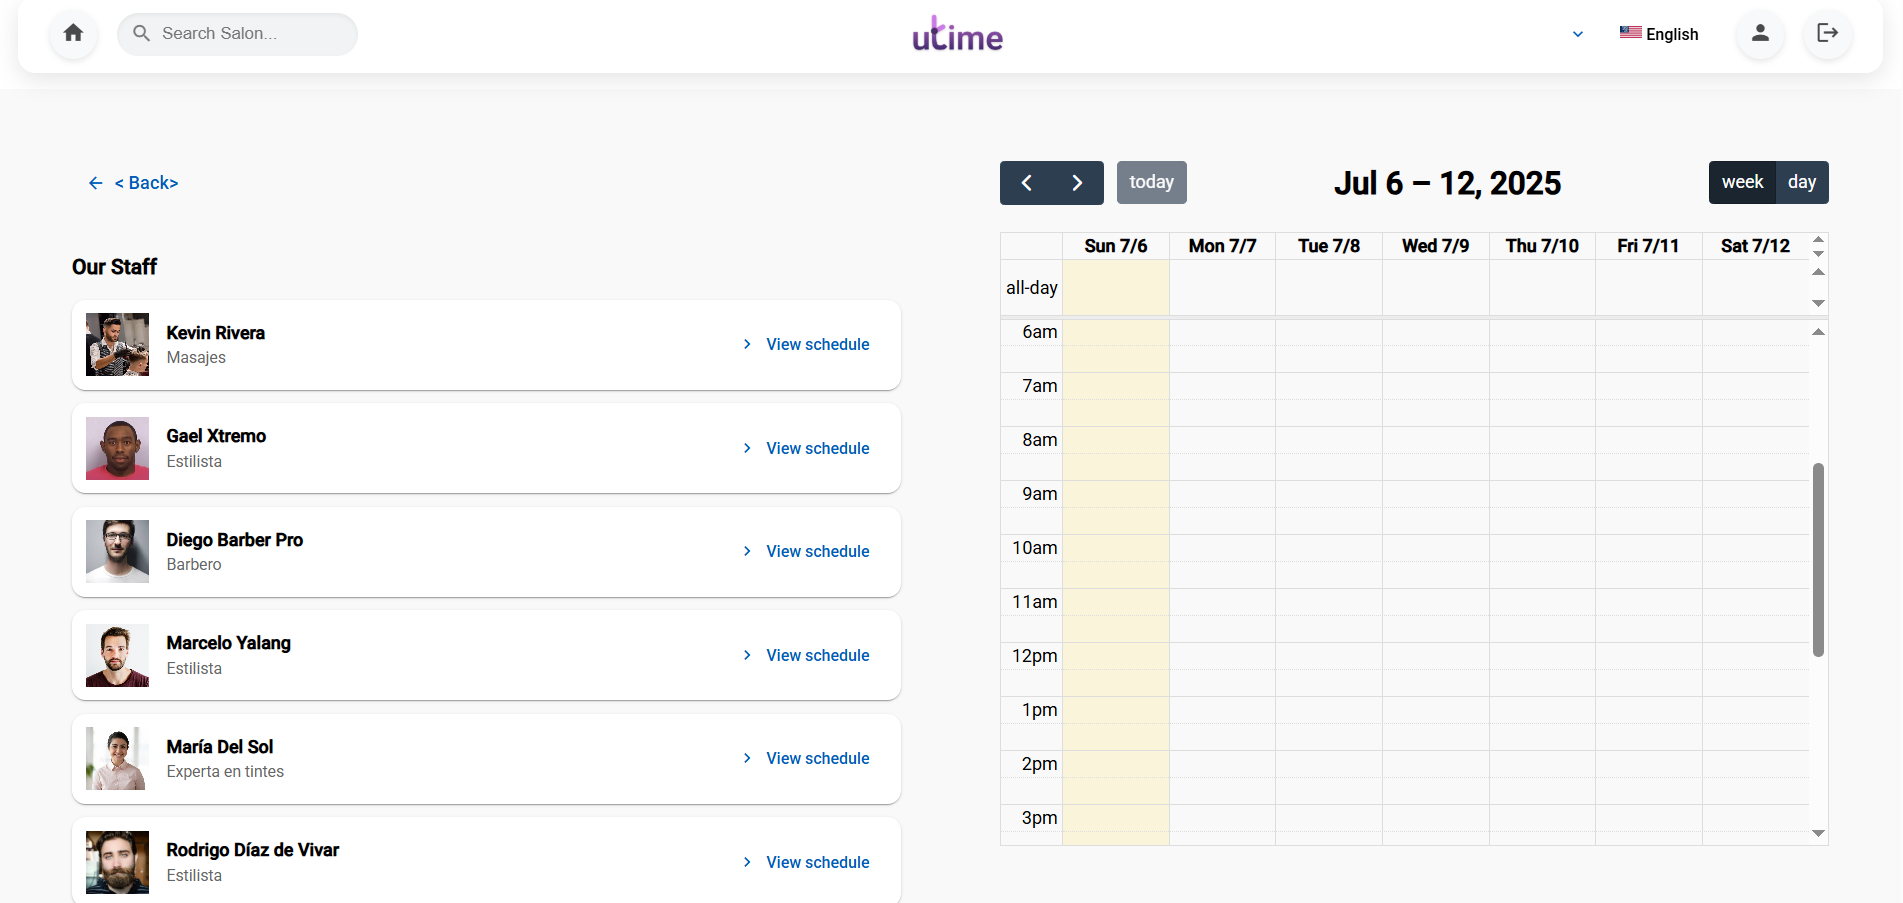 Search Salon...
utime
English
< Back>
Our Staff
Kevin Rivera
Masajes
View schedule
Gael Xtremo
Estilista
View schedule
Diego Barber Pro
Barbero
View schedule
Marcelo Yalang
Estilista
View schedule
María Del Sol
Experta en tintes
View schedule
Rodrigo Díaz de Vivar
Estilista
View schedule
today
Jul 6 – 12, 2025
week day
Sun 7/6 Mon 7/7 Tue 7/8 Wed 7/9 Thu 7/10 Fri 7/11 Sat 7/12
all-day
6am
7am
8am
9am
10am
11am
12pm
1pm
2pm
3pm